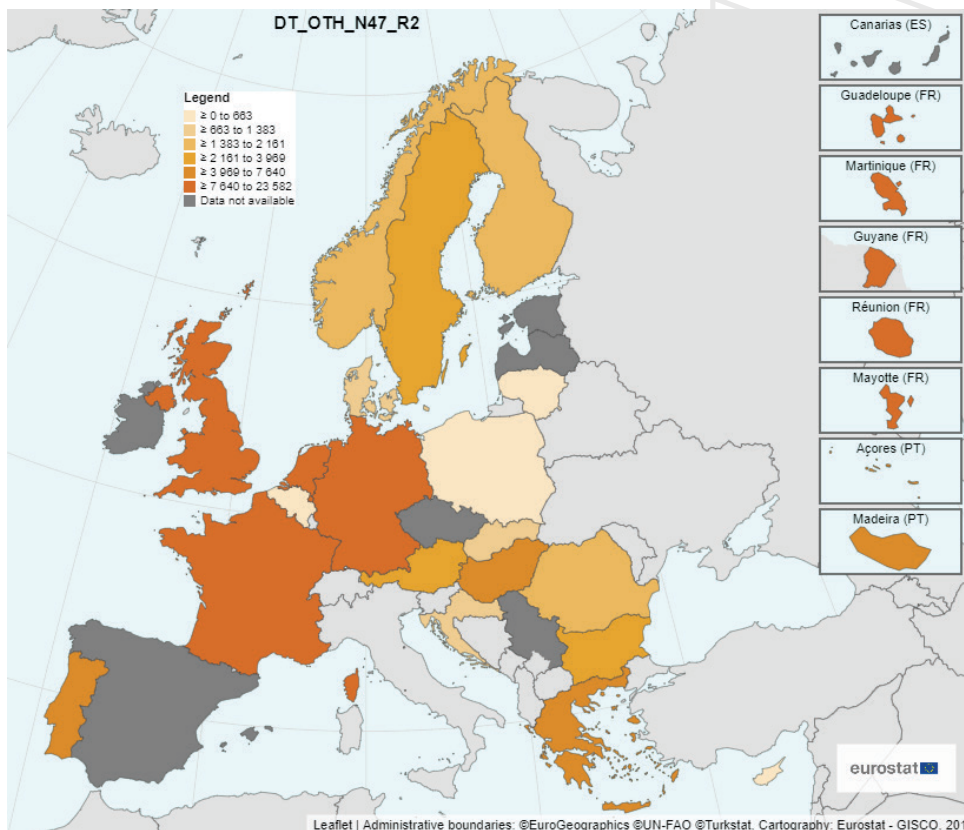 DT_OTH_N47_R2
Legend
≥ 0 to 663
≥ 663 to 1 383
≥ 1 383 to 2 161
≥ 2 161 to 3 969
≥ 3 969 to 7 640
≥ 7 640 to 23 582
Data not available
Canarias (ES)
Guadeloupe (FR)
Martinique (FR)
Guyane (FR)
Réunion (FR)
Mayotte (FR)
Açores (PT)
Madeira (PT)
eurostat
Leaflet | Administrative boundaries: ©EuroGeographics ©UN-FAO ©Turkstat, Cartography: Eurostat - GISCO, 201